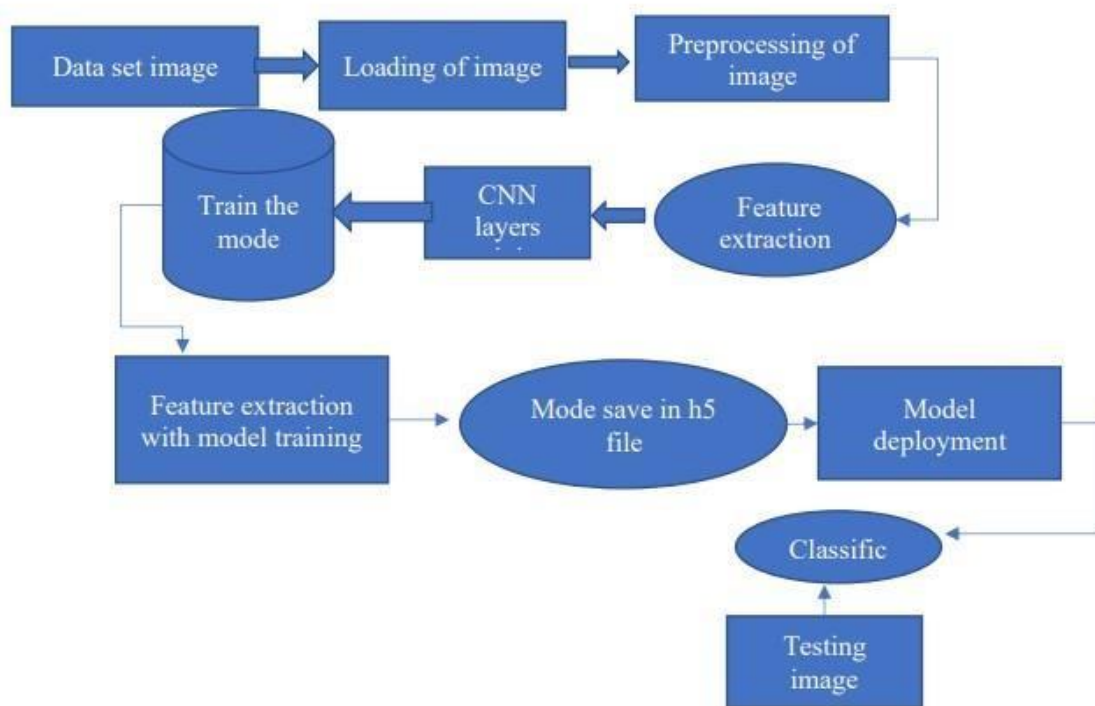 Data set image
Loading of image
Preprocessing of
image
Feature
extraction
CNN
layers
Train the
mode
Feature extraction
with model training
Mode save in h5
file
Model
deployment
Classific
Testing
image